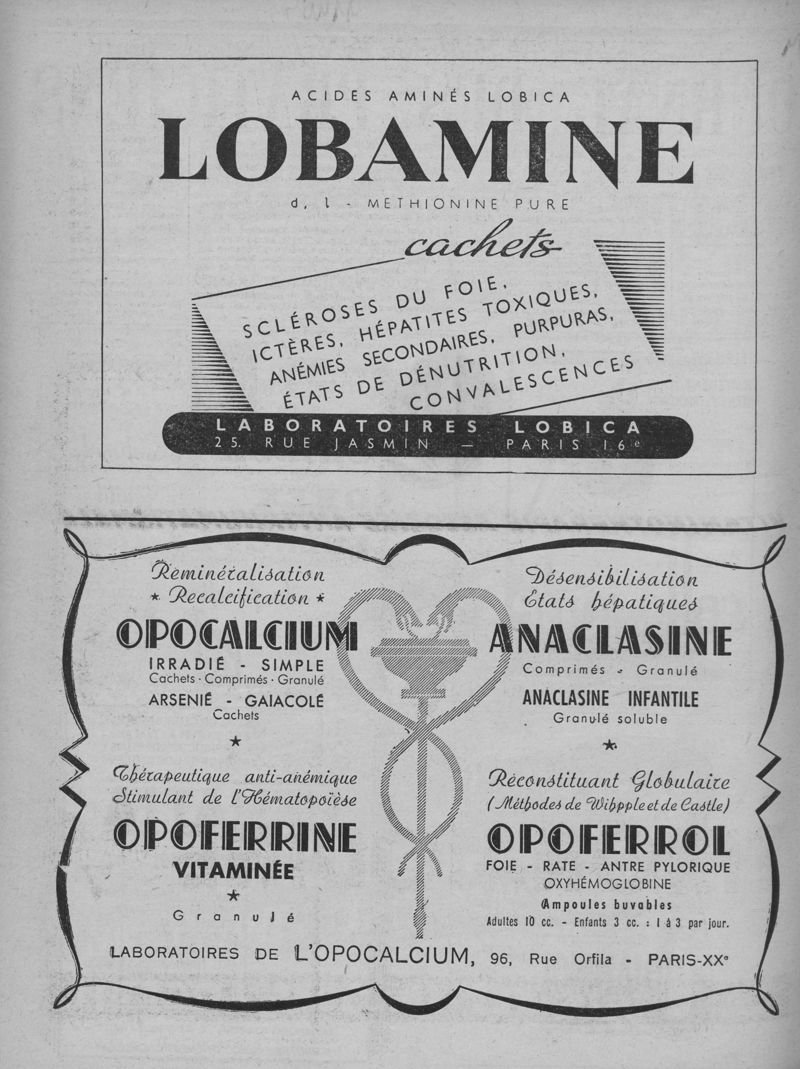 ACIDES AMINÉS LOBICA
LOBAMINE
d, l - METHIONINE PURE
cachets
SCLÉROSES DU FOIE,
ICTÈRES, HÉPATITES TOXIQUES,
ANÉMIES SECONDAIRES, PURPURAS,
ÉTATS DE DÉNUTRITION,
CONVALESCENCES
LABORATOIRES LOBICA
25. RUE JASMIN — PARIS 16e
Reminéralisation
★ Recalcification ★
OPOCALCIUM
IRRADIÉ - SIMPLE
Cachets · Comprimés · Granulé
ARSENIÉ - GAIACOLÉ
Cachets
★
Thérapeutique anti-anémique
Stimulant de l'Hématopoïèse
OPOFERRINE
VITAMINÉE
★
Granulé
Désensibilisation
États hépatiques
ANACLASINE
Comprimés - Granulé
ANACLASINE INFANTILE
Granulé soluble
★
Réconstituant Globulaire
(Méthodes de Wibpple et de Castle)
OPOFERROL
FOIE - RATE - ANTRE PYLORIQUE
OXYHÉMOGLOBINE
Ampoules buvables
Adultes 10 cc. - Enfants 3 cc. : 1 à 3 par jour.
LABORATOIRES DE L'OPOCALCIUM, 96, Rue Orfila - PARIS-XXe